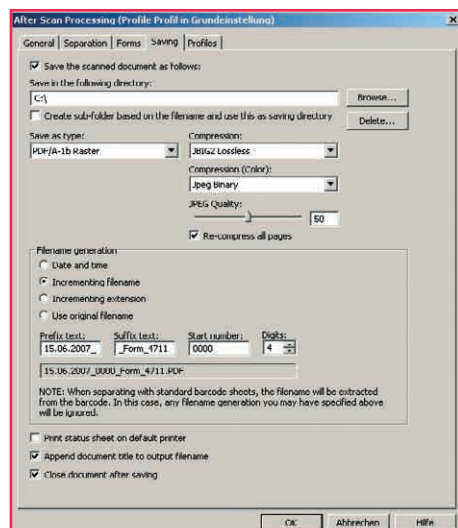 After Scan Processing (Profile Profil in Grundeinstellung)
General Separation Forms Saving Profiles
Save the scanned document as follows:
Save in the following directory:
C:\ Browse...
Create sub-folder based on the filename and use this as saving directory Delete...
Save as type: Compression:
PDF/A-1b Raster JBIG2 Lossless
Compression (Color):
Jpeg Binary
JPEG Quality:
50
Re-compress all pages
Filename generation
Date and time
Incrementing filename
Incrementing extension
Use original filename
Prefix text: Suffix text: Start number: Digits:
15.06.2007_ _Form_4711 0000 4
15.06.2007_0000_Form_4711.PDF
NOTE: When separating with standard barcode sheets, the filename will be extracted
from the barcode. In this case, any filename generation you may have specified above
will be ignored.
Print status sheet on default printer
Append document title to output filename
Close document after saving
OK Abbrechen Hilfe